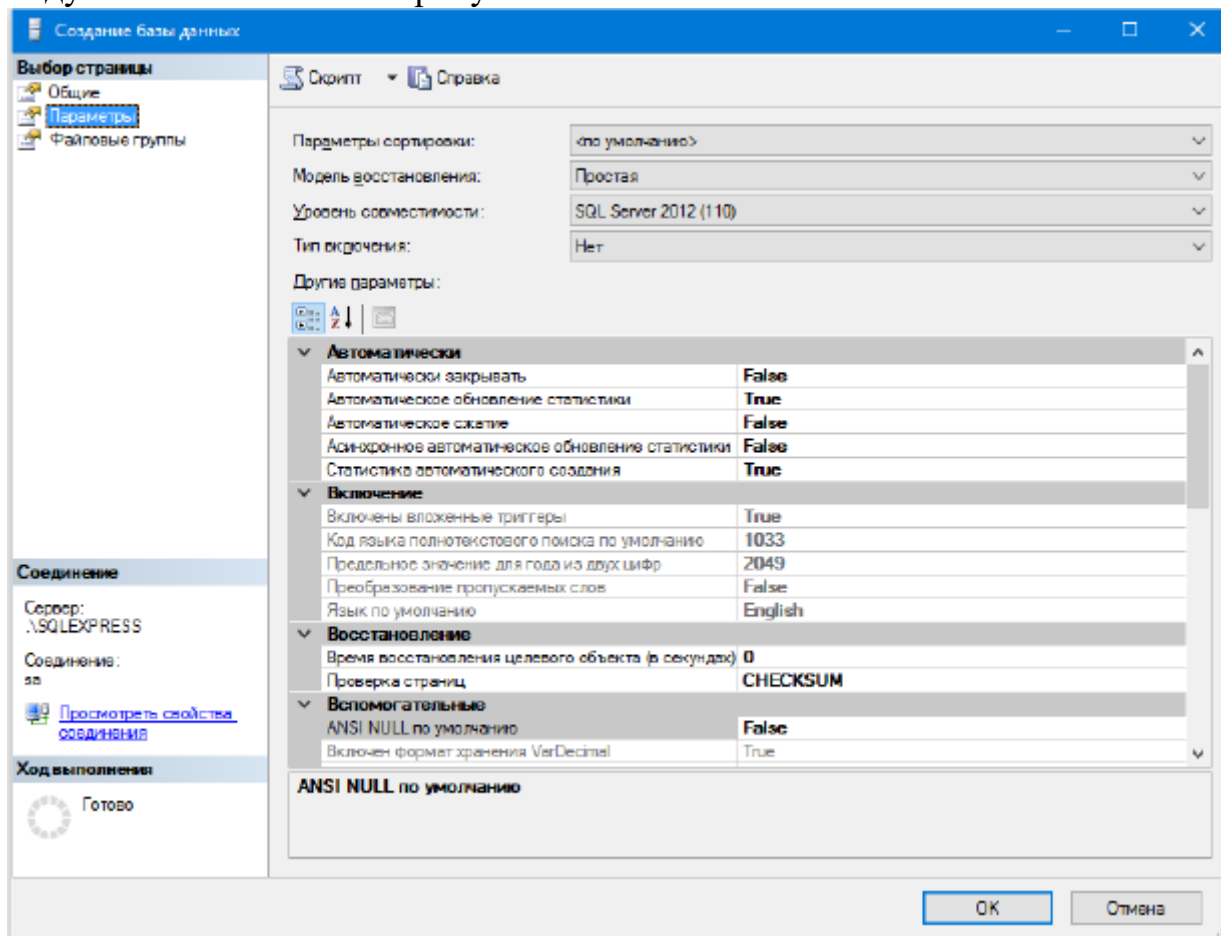 Создание базы данных
Выбор страницы
Общие
Параметры
Файловые группы
Скрипт
Справка
Параметры сортировки:
<по умолчанию>
Модель восстановления:
Простая
Уровень совместимости:
SQL Server 2012 (110)
Тип включения:
Нет
Другие параметры:
Автоматически
Автоматически закрывать False
Автоматическое обновление статистики True
Автоматическое сжатие False
Асинхронное автоматическое обновление статистики False
Статистика автоматического создания True
Включение
Включены вложенные триггеры True
Код языка полнотекстового поиска по умолчанию 1033
Предельное значение для года из двух цифр 2049
Преобразование пропускаемых слов False
Язык по умолчанию English
Восстановление
Время восстановления целевого объекта (в секундах) 0
Проверка страниц CHECKSUM
Вспомогательные
ANSI NULL по умолчанию False
Включен формат хранения VarDecimal True
ANSI NULL по умолчанию
Соединение
Сервер:
.\SQLEXPRESS
Соединение:
sa
Просмотреть свойства
соединения
Ход выполнения
Готово
OK
Отмена